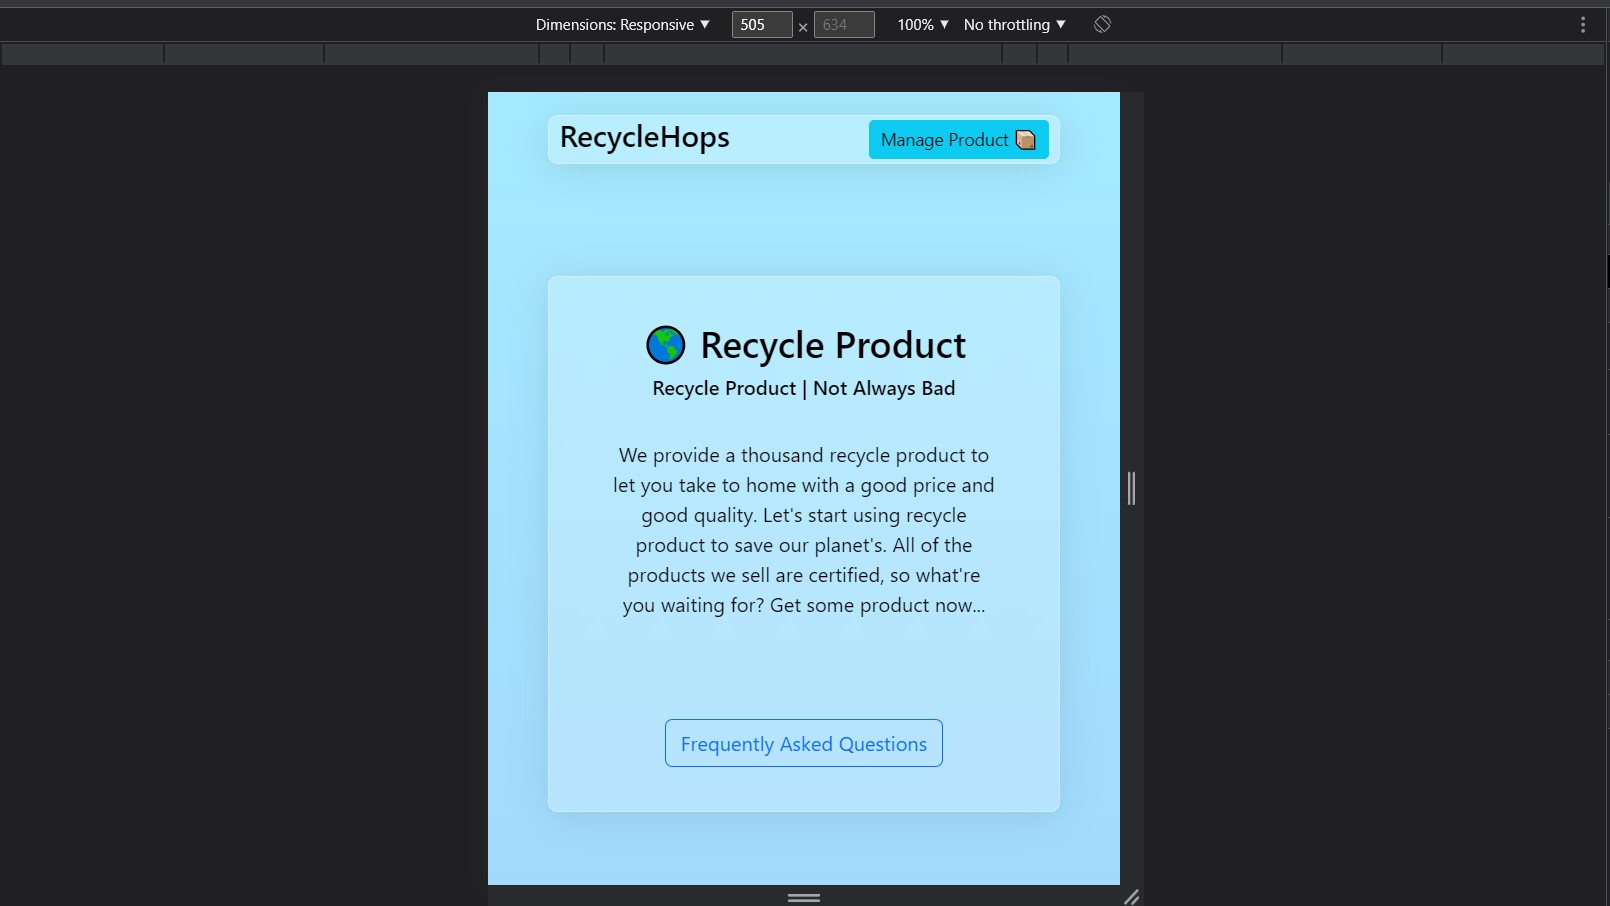 Dimensions: Responsive ▼ 505 × 634 100% ▼ No throttling ▼
RecycleHops Manage Product
Recycle Product
Recycle Product | Not Always Bad
We provide a thousand recycle product to
let you take to home with a good price and
good quality. Let's start using recycle
product to save our planet's. All of the
products we sell are certified, so what're
you waiting for? Get some product now...
Frequently Asked Questions